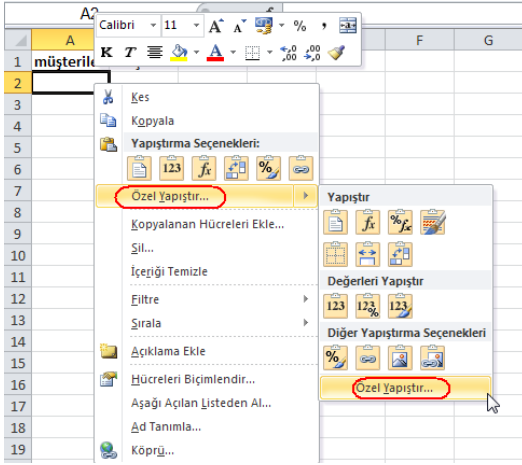 A2
Calibri 11 A A % ,
K T A ,00 ,0
A F G
1 müşterile
2
3
4
5
6
7
8
9
10
11
12
13
14
15
16
17
18
19
Kes
Kopyala
Yapıştırma Seçenekleri:
123 fx %
Özel Yapıştır...
Kopyalanan Hücreleri Ekle...
Sil...
İçeriği Temizle
Filtre
Sırala
Açıklama Ekle
Hücreleri Biçimlendir...
Aşağı Açılan Listeden Al...
Ad Tanımla...
Köprü...
Yapıştır
fx %fx
Değerleri Yapıştır
123 123% 123
Diğer Yapıştırma Seçenekleri
%
Özel Yapıştır...